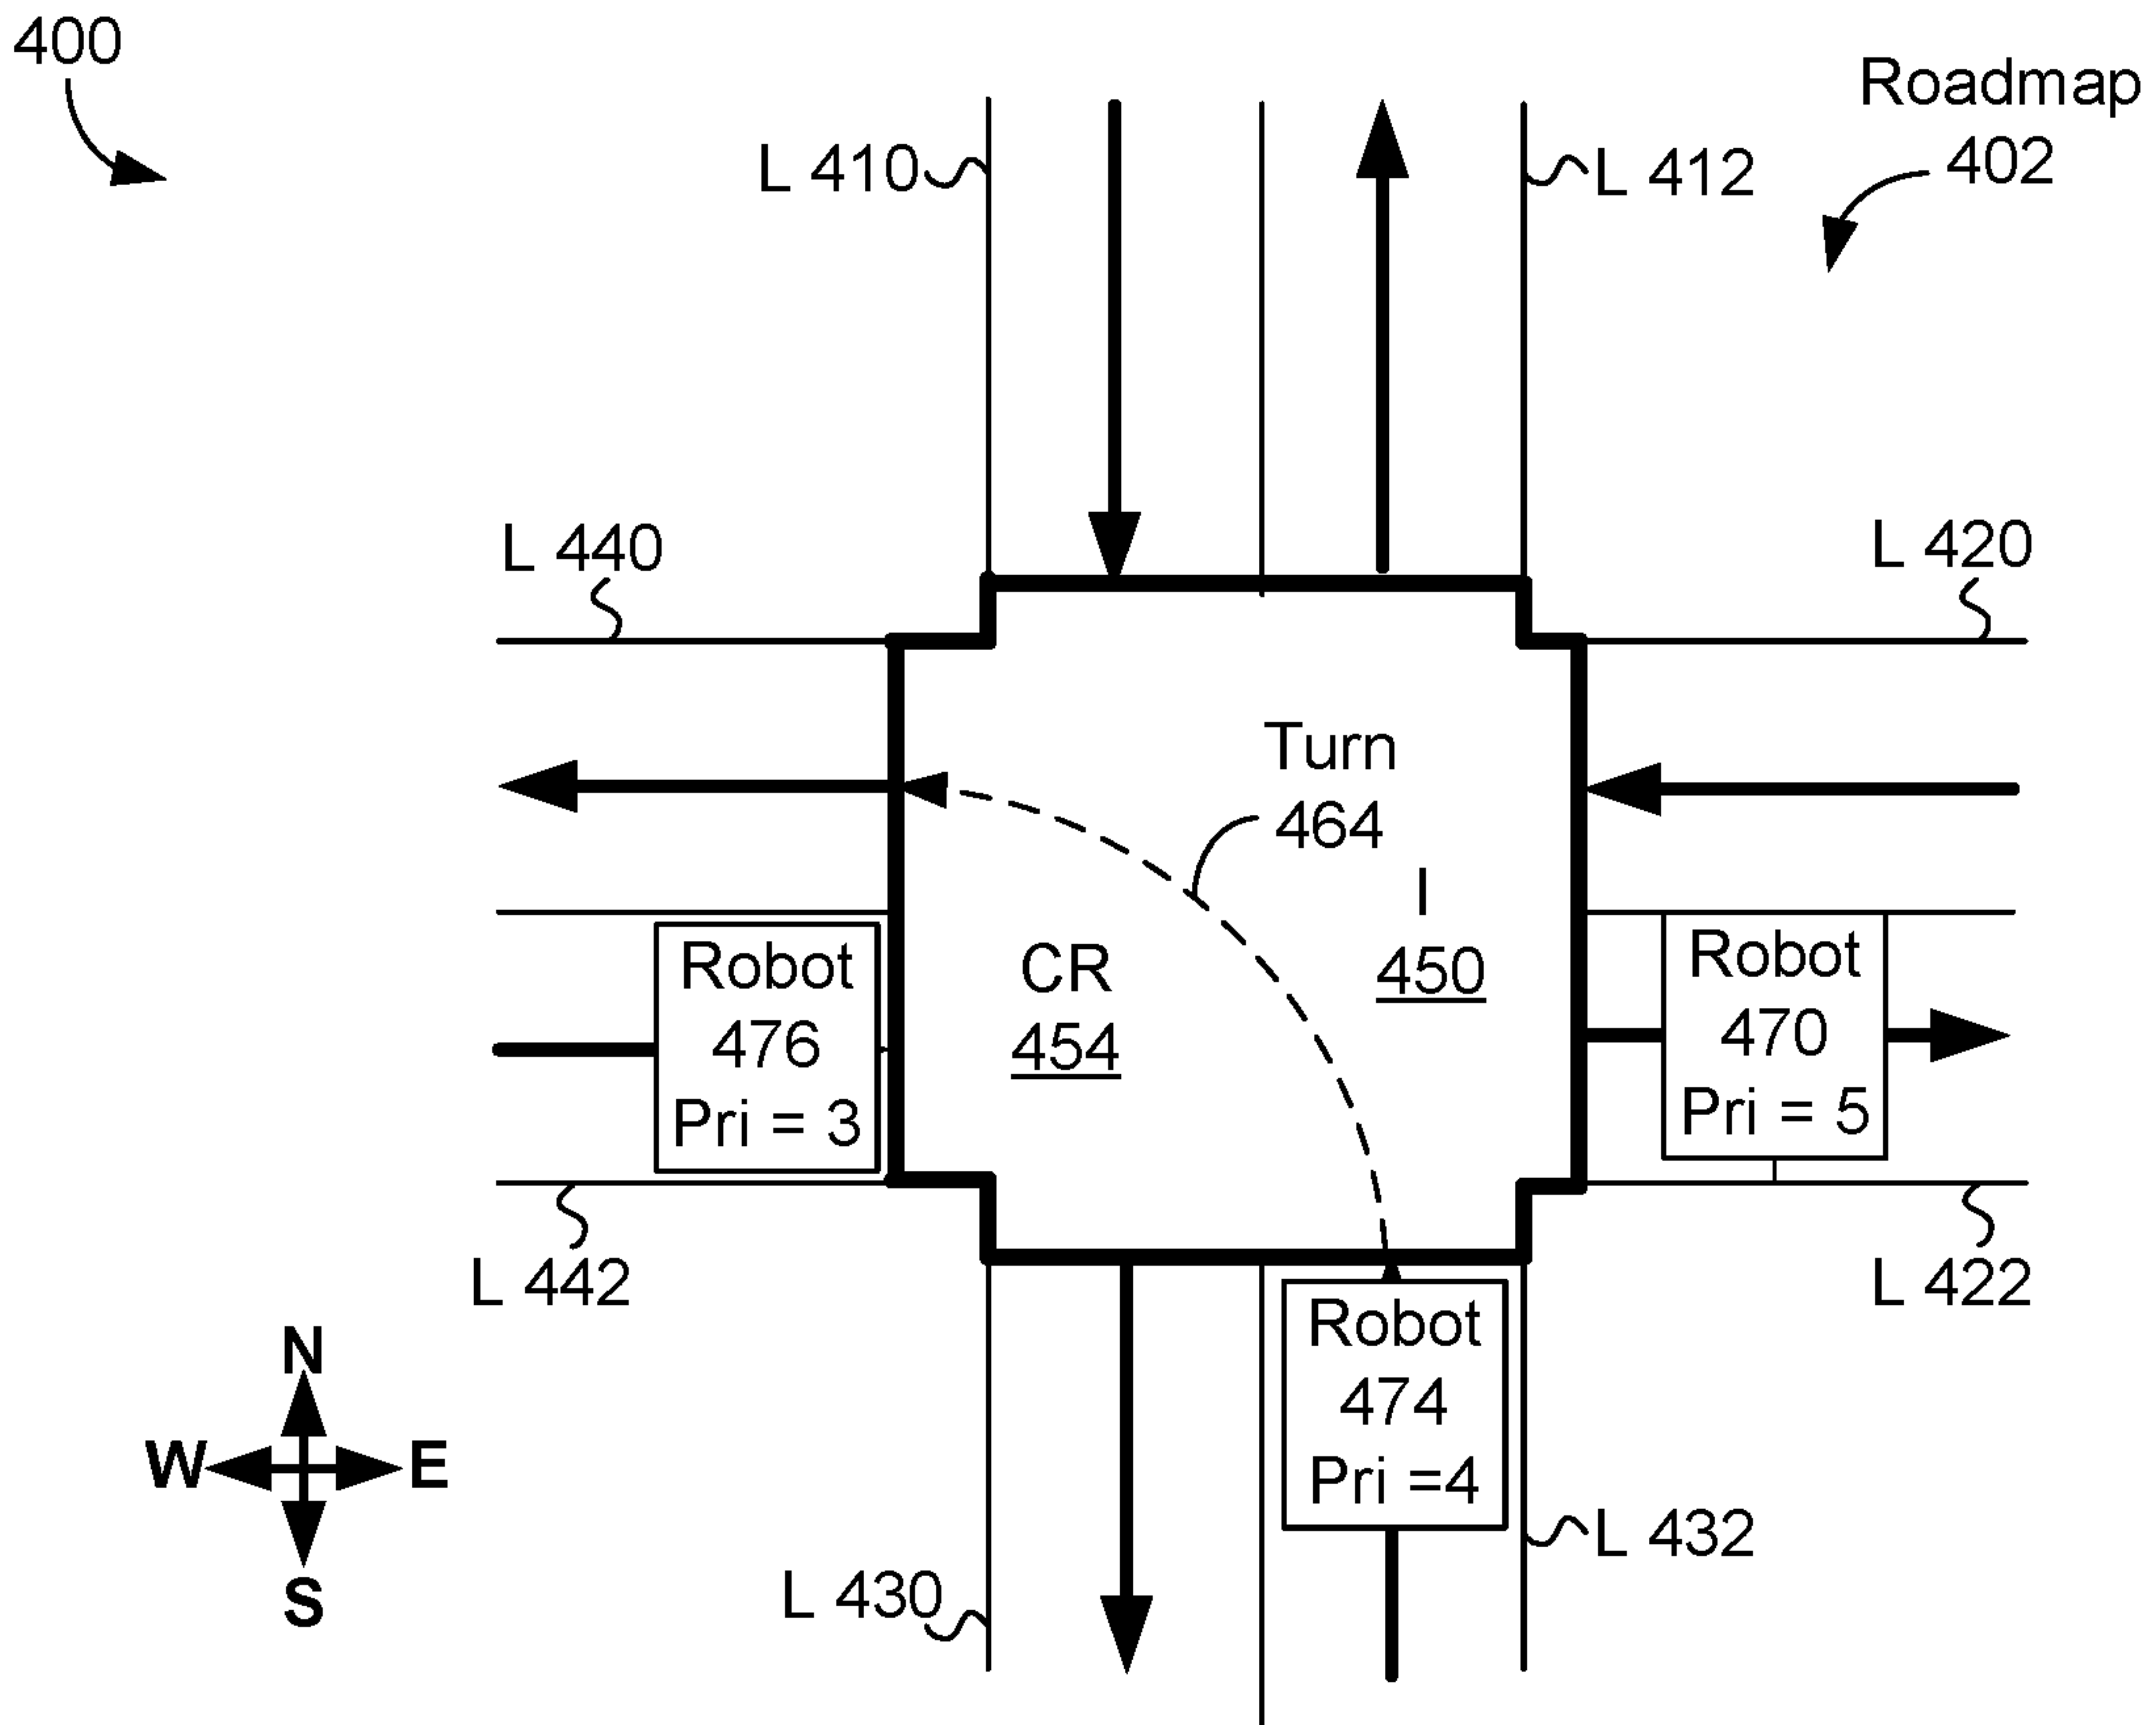 400
Roadmap
402
L 410
L 412
L 440
L 420
Turn
464
I
450
CR
454
Robot
476
Pri = 3
Robot
470
Pri = 5
L 442
L 422
Robot
474
Pri =4
N
W
E
S
L 430
L 432